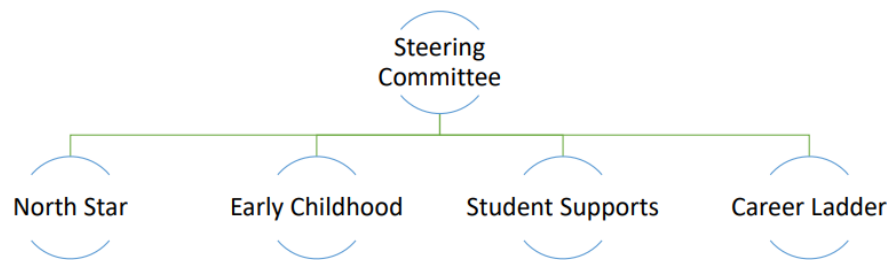 Steering
Committee
North Star
Early Childhood
Student Supports
Career Ladder